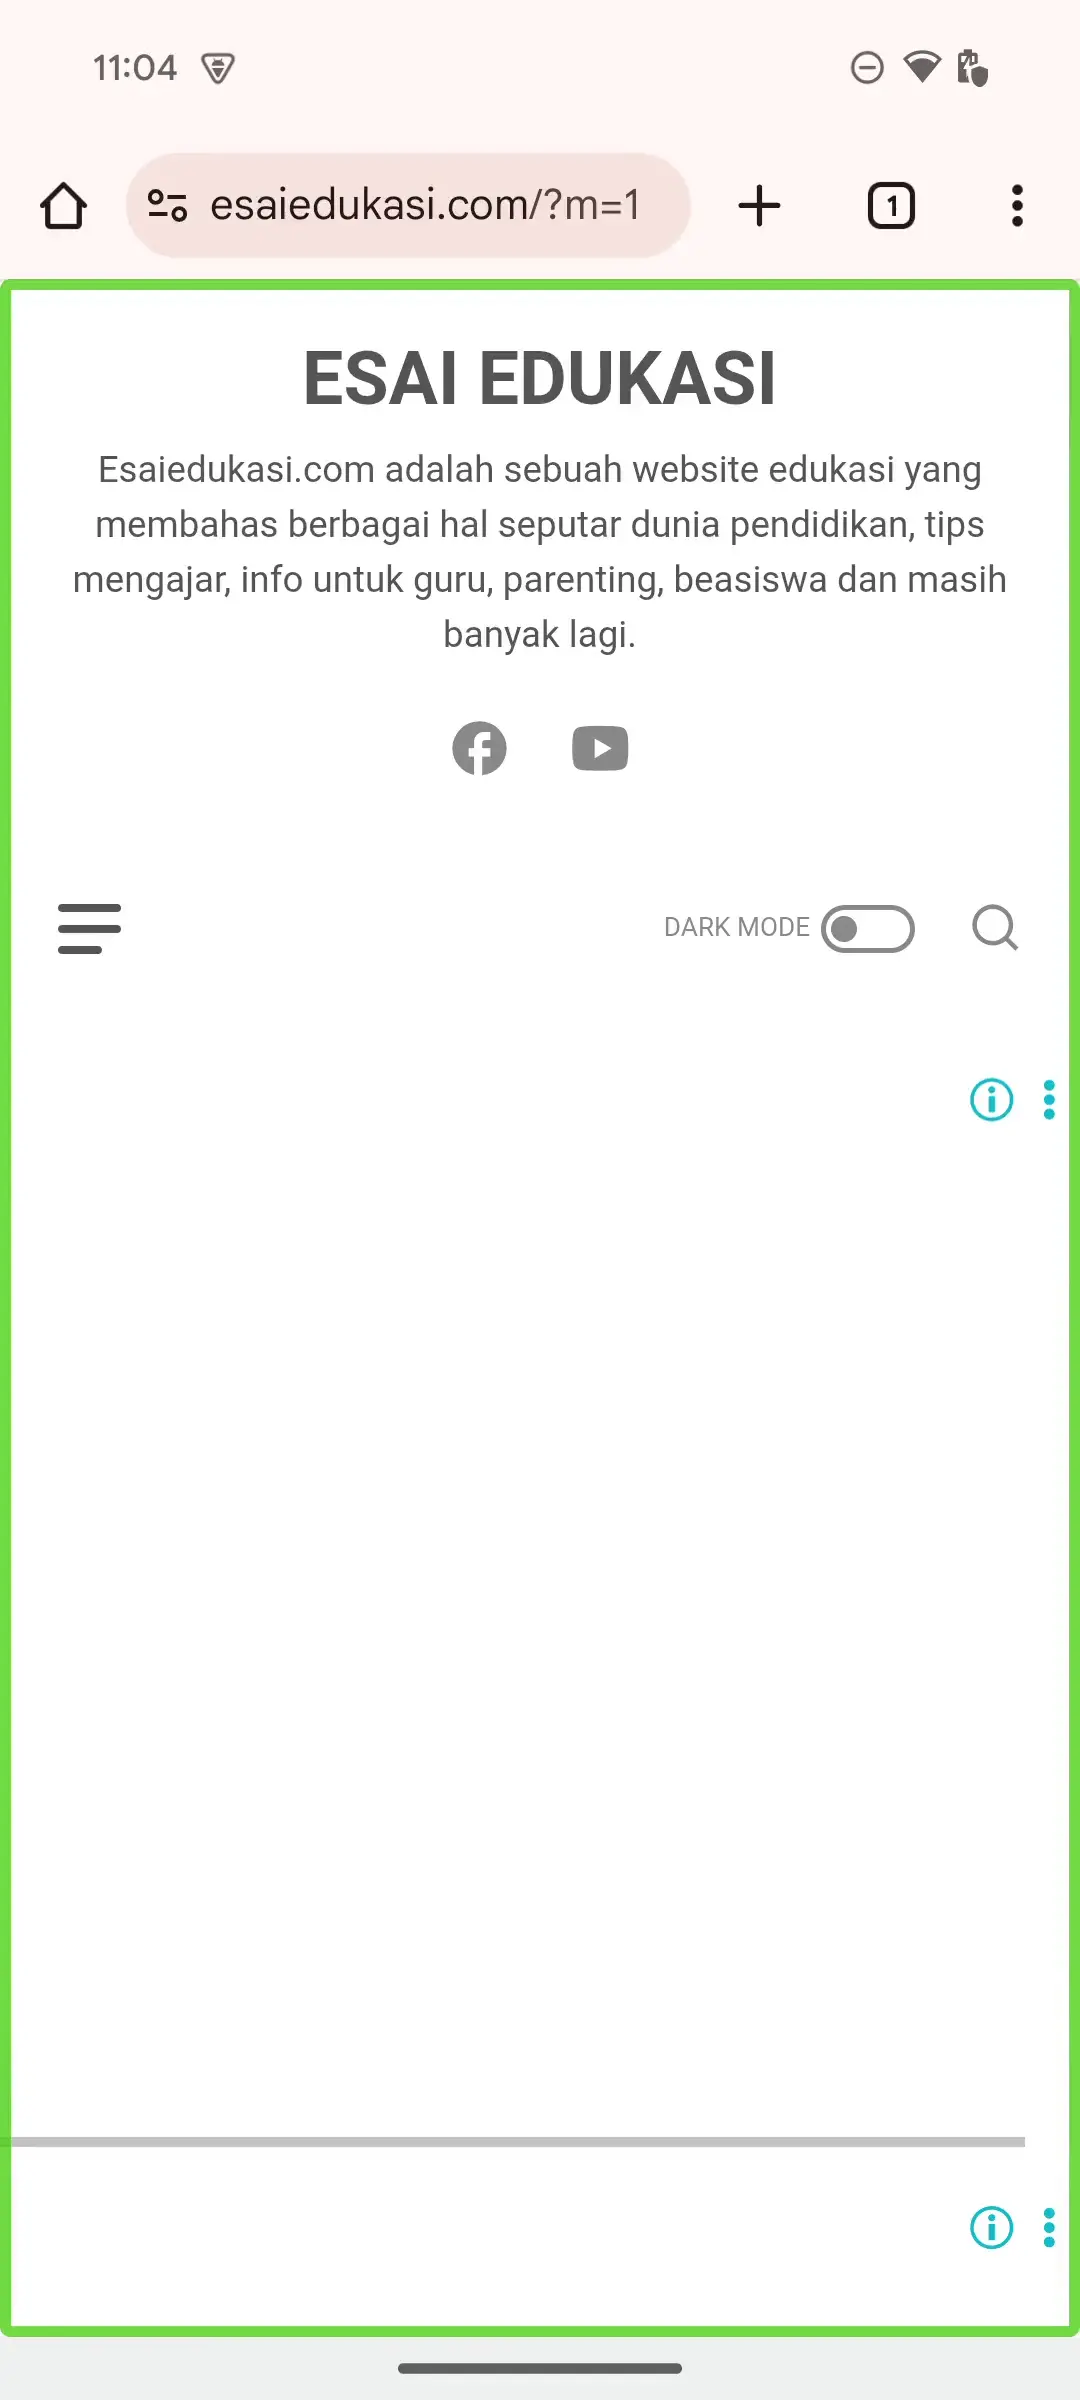 11:04
esaiedukasi.com/?m=1
1
ESAI EDUKASI
Esaiedukasi.com adalah sebuah website edukasi yang
membahas berbagai hal seputar dunia pendidikan, tips
mengajar, info untuk guru, parenting, beasiswa dan masih
banyak lagi.
DARK MODE